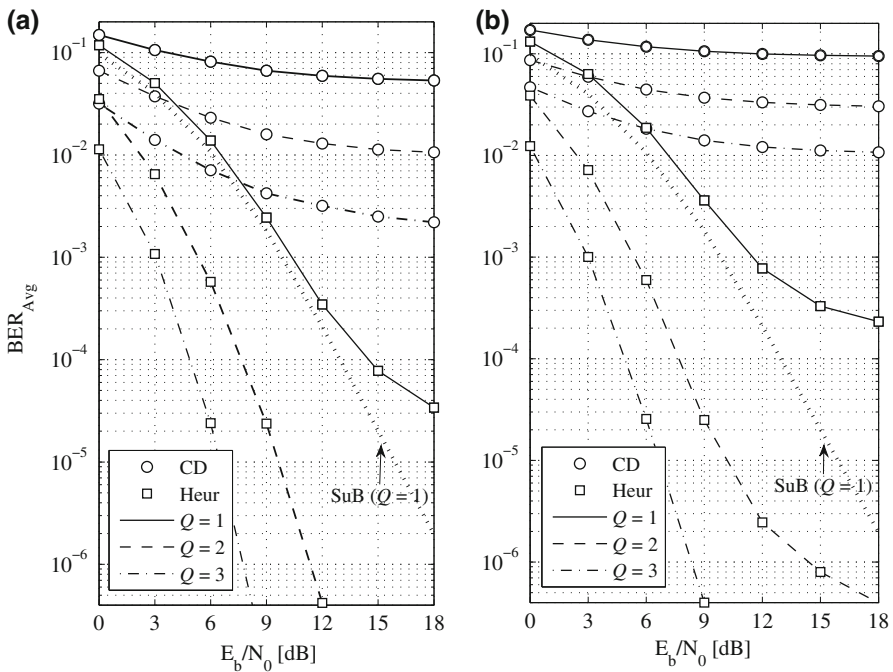 (a)
BER_Avg
10^−1
10^−2
10^−3
10^−4
10^−5
10^−6
SuB (Q = 1)
CD
Heur
Q = 1
Q = 2
Q = 3
0 3 6 9 12 15 18
E_b/N_0 [dB]
(b)
10^−1
10^−2
10^−3
10^−4
10^−5
10^−6
SuB (Q = 1)
CD
Heur
Q = 1
Q = 2
Q = 3
0 3 6 9 12 15 18
E_b/N_0 [dB]